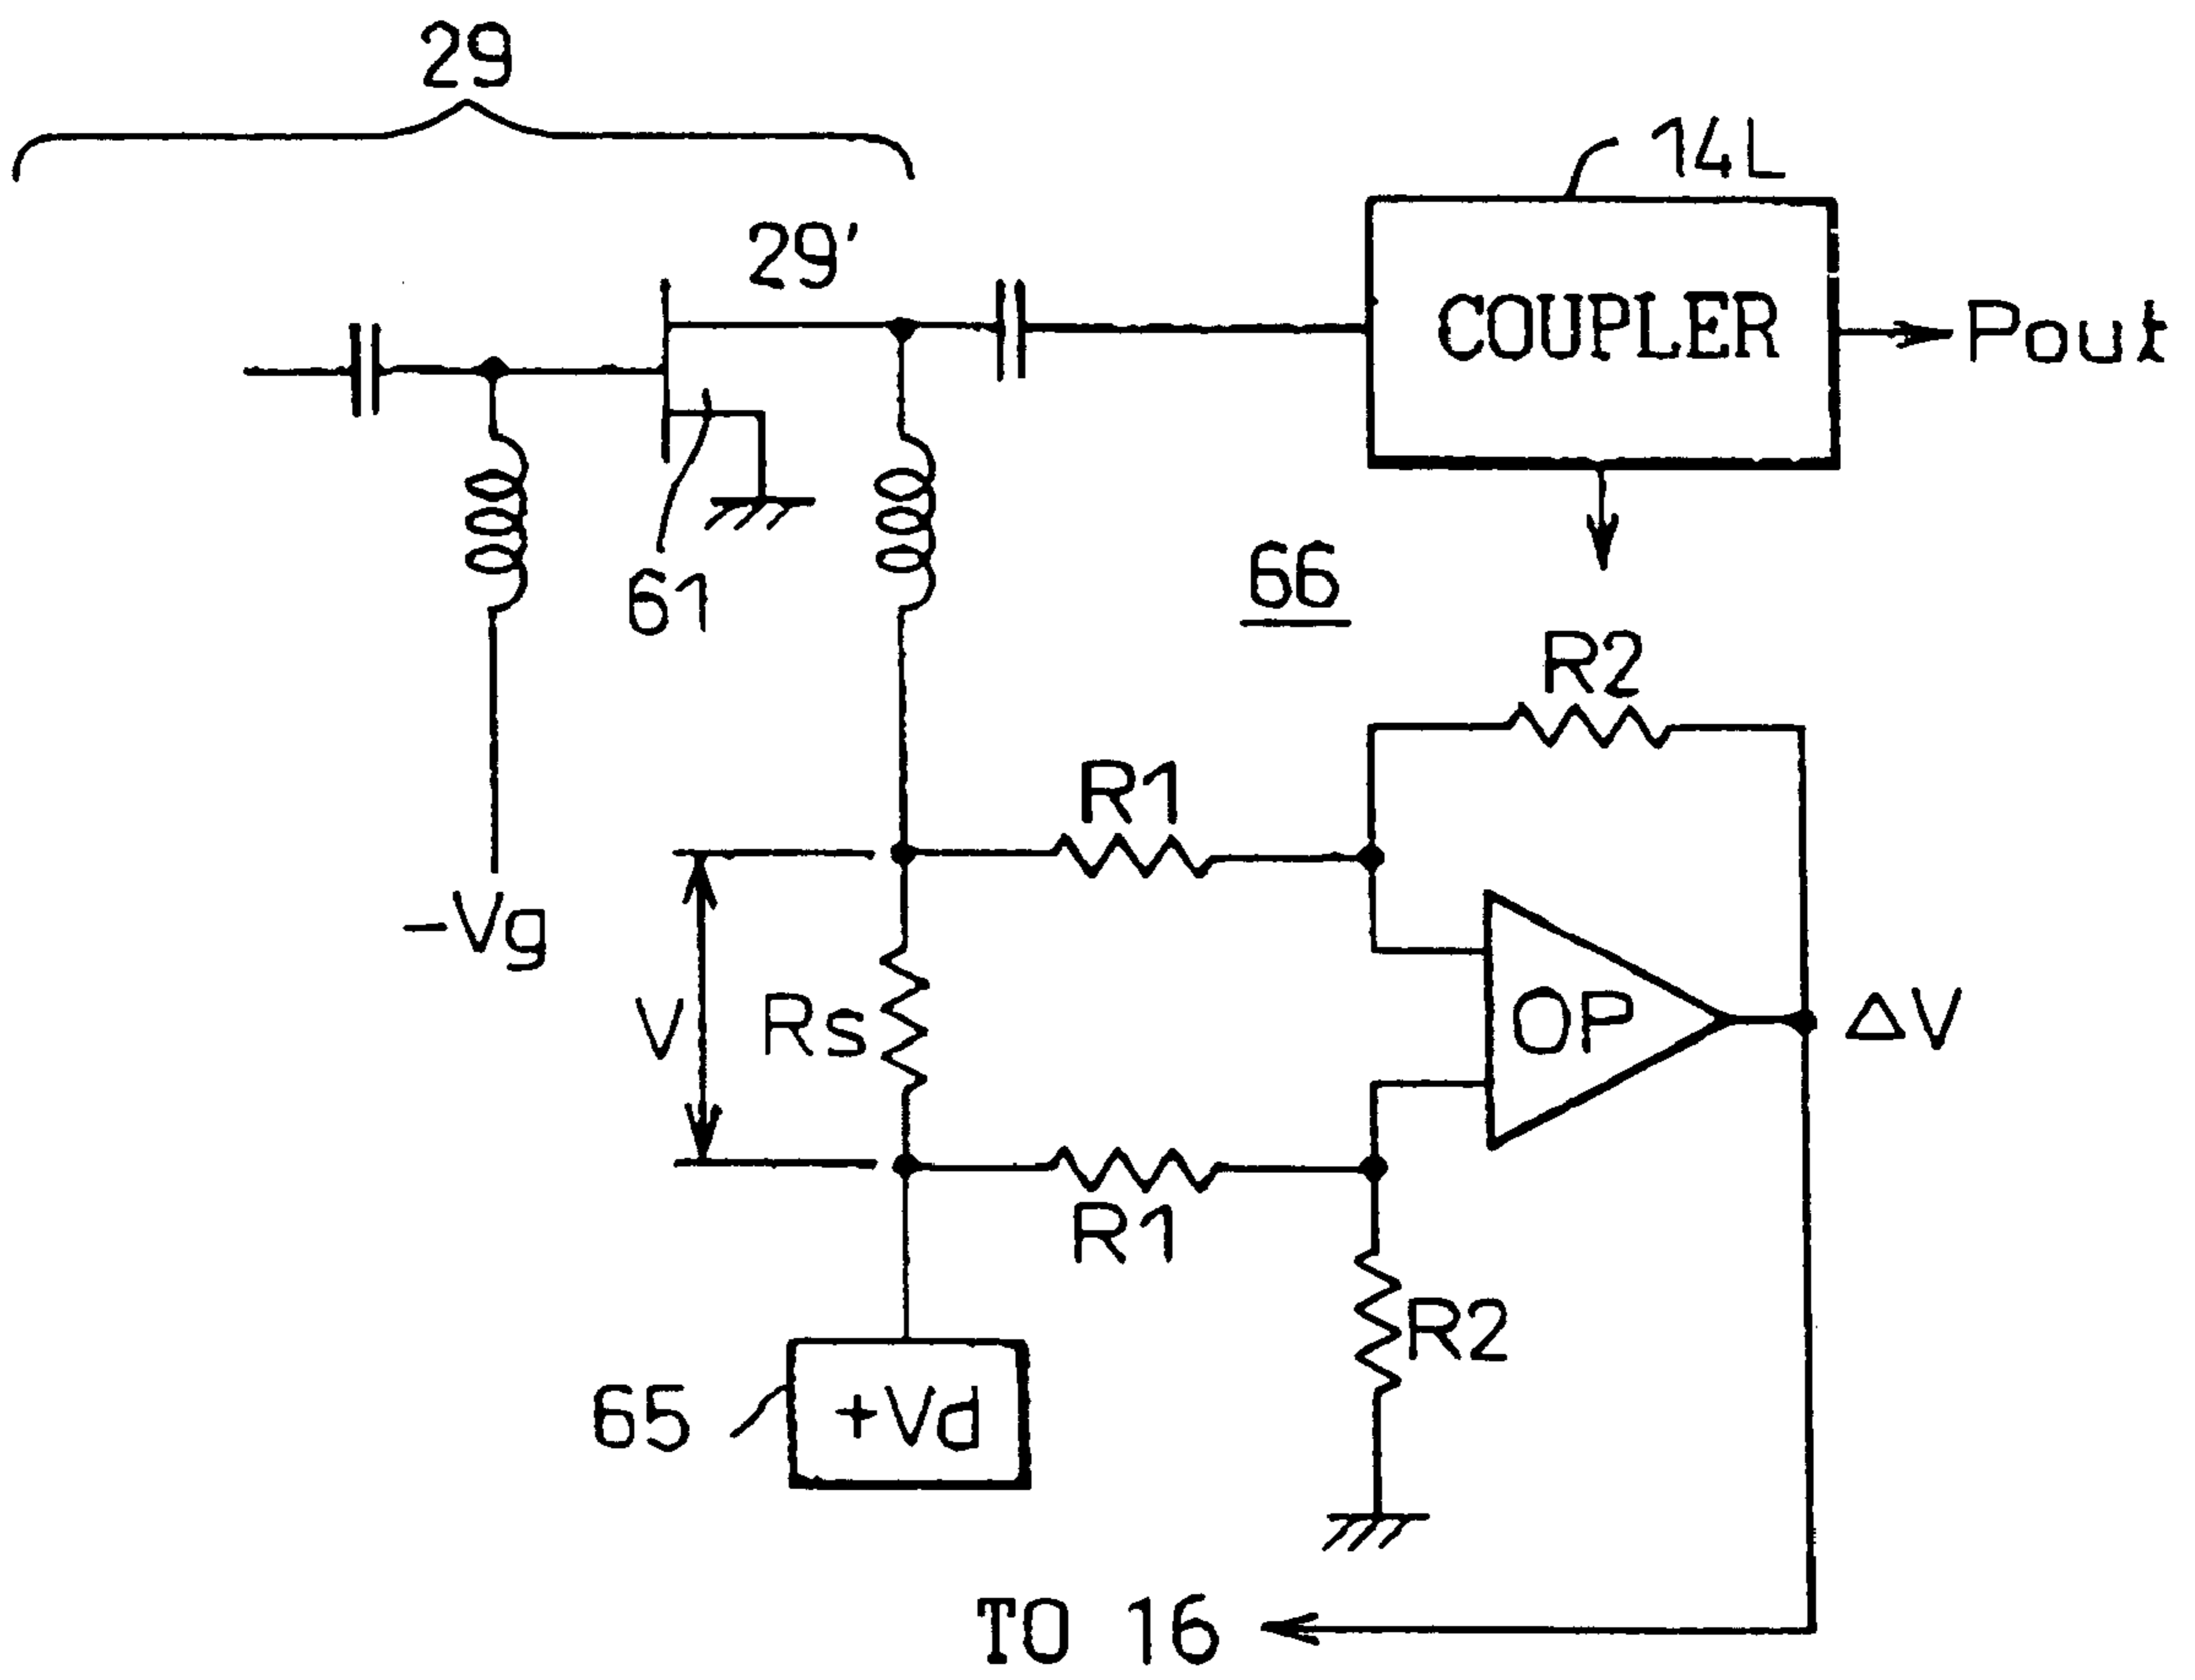 29
14L
29'
COUPLER
Pout
61
66
R2
R1
-Vg
V
Rs
OP
ΔV
R1
R2
65
+Vd
TO 16